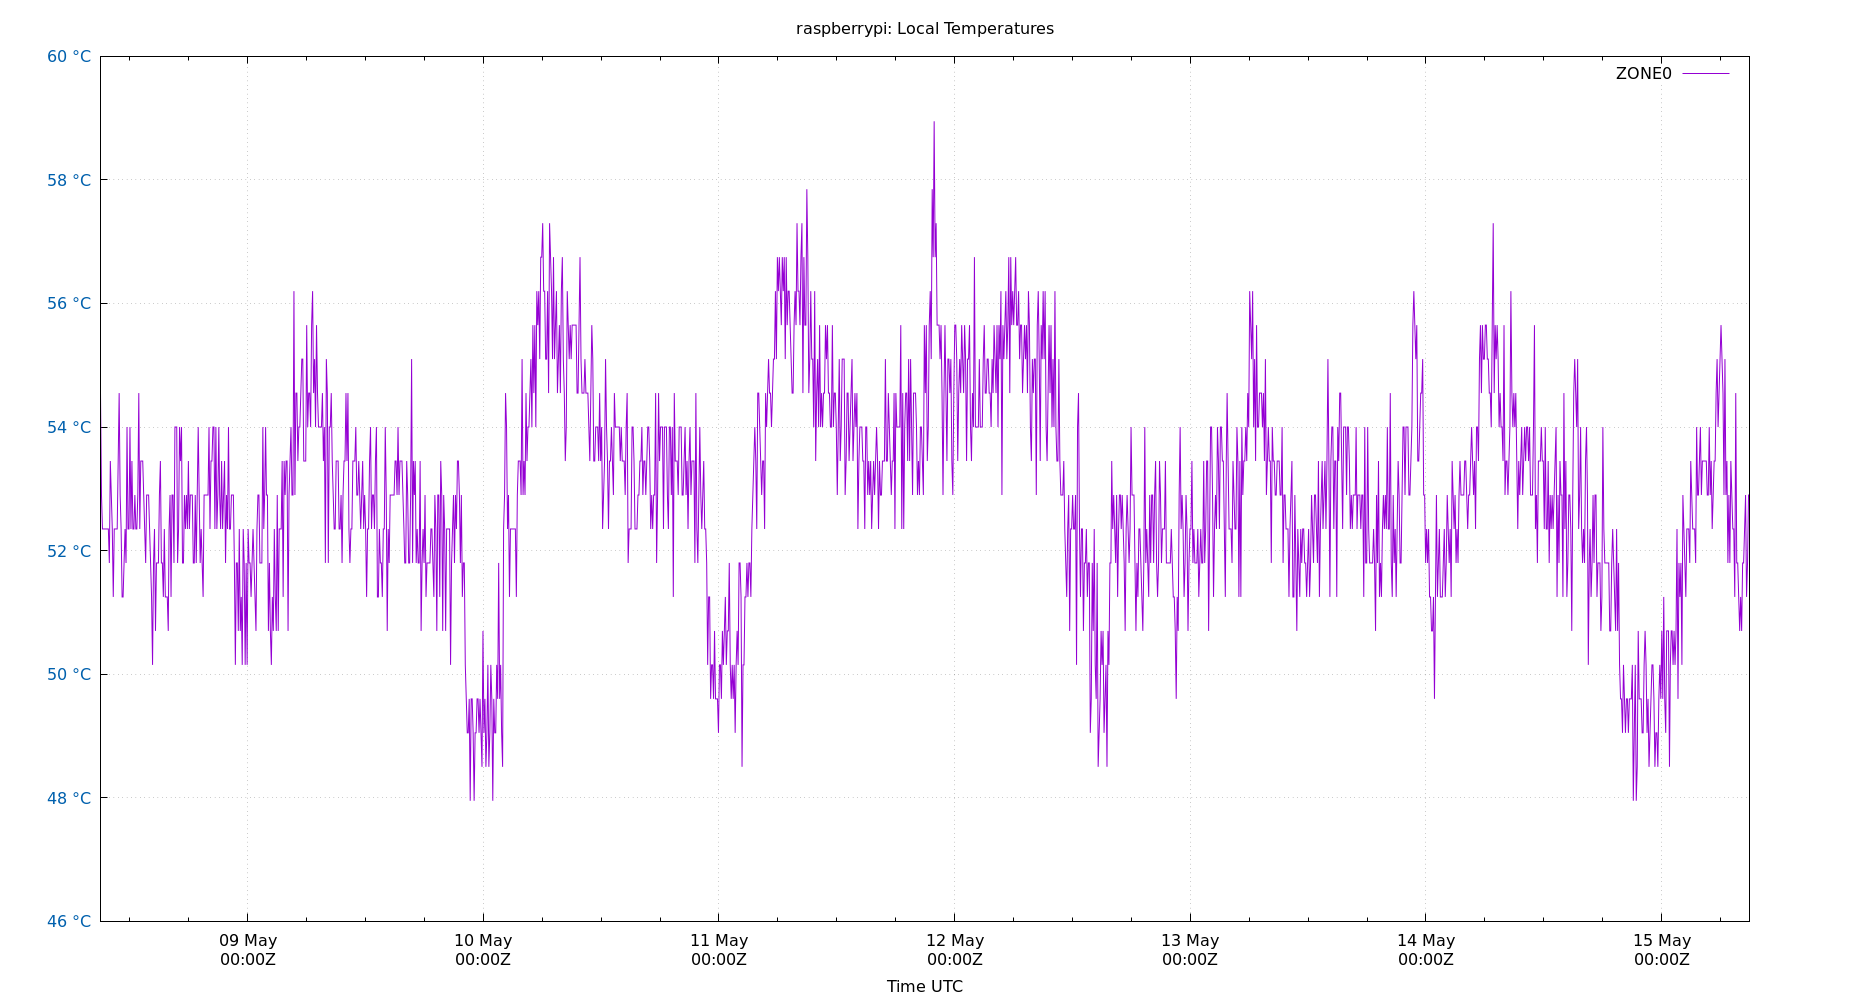 raspberrypi: Local Temperatures
60 °C
ZONE0
58 °C
56 °C
54 °C
52 °C
50 °C
48 °C
46 °C
09 May 10 May 11 May 12 May 13 May 14 May 15 May
00:00Z 00:00Z 00:00Z 00:00Z 00:00Z 00:00Z 00:00Z
Time UTC